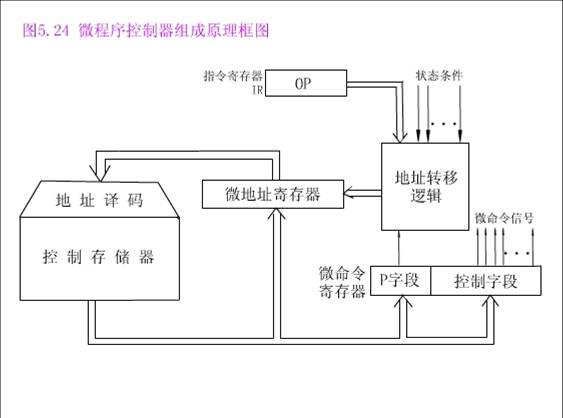 图5.24 微程序控制器组成原理框图
指令寄存器
IR
OP
状态条件
地址转移
逻辑
微地址寄存器
地址译码
控制存储器
微命令信号
微命令
寄存器
P字段
控制字段